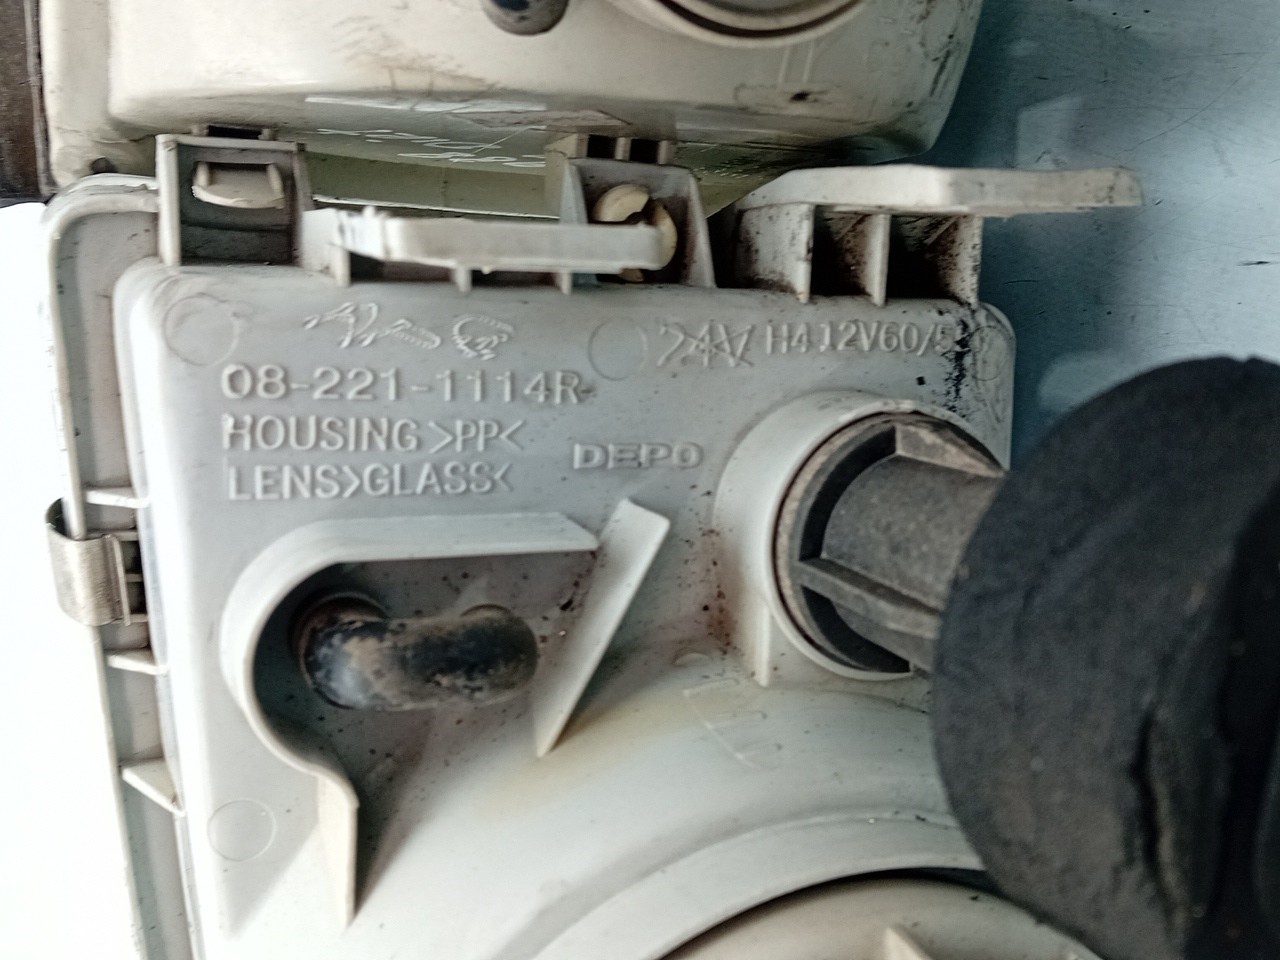 H4 12V60/5
08-221-1114R
HOUSING >PP<
LENS>GLASS<
DEPO